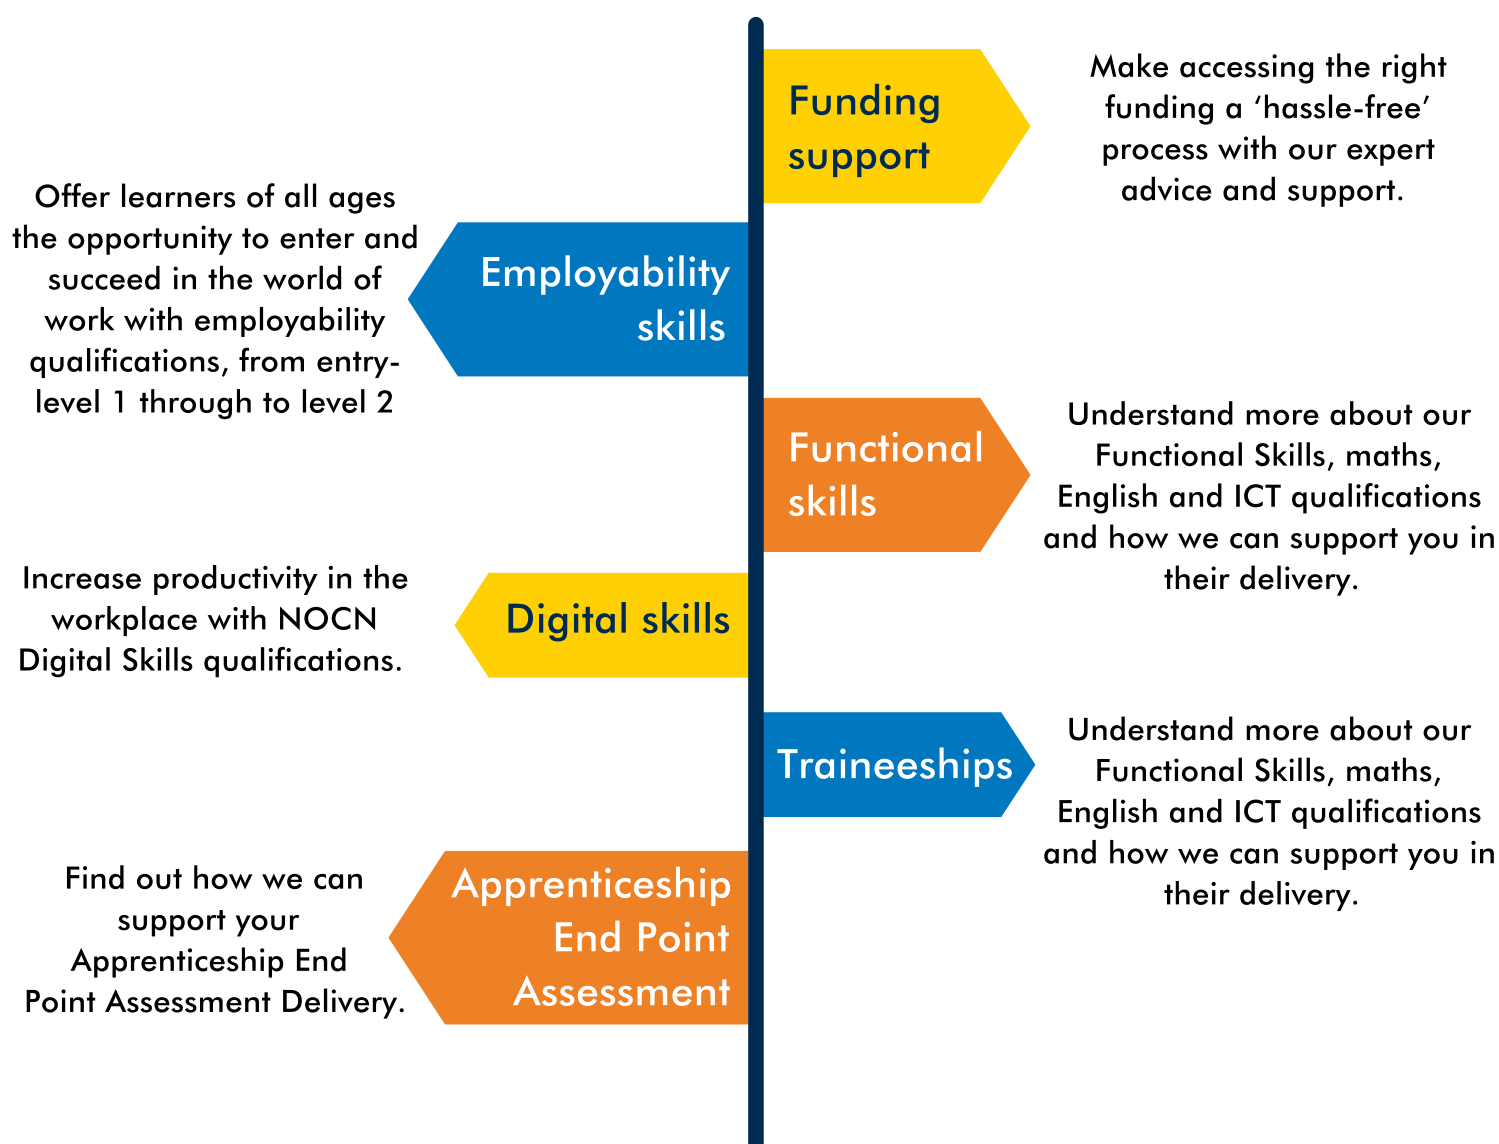 Funding
support
Make accessing the right
funding a ‘hassle-free’
process with our expert
advice and support.
Offer learners of all ages
the opportunity to enter and
succeed in the world of
work with employability
qualifications, from entry-
level 1 through to level 2
Employability
skills
Functional
skills
Understand more about our
Functional Skills, maths,
English and ICT qualifications
and how we can support you in
their delivery.
Increase productivity in the
workplace with NOCN
Digital Skills qualifications.
Digital skills
Traineeships
Understand more about our
Functional Skills, maths,
English and ICT qualifications
and how we can support you in
their delivery.
Find out how we can
support your
Apprenticeship End
Point Assessment Delivery.
Apprenticeship
End Point
Assessment